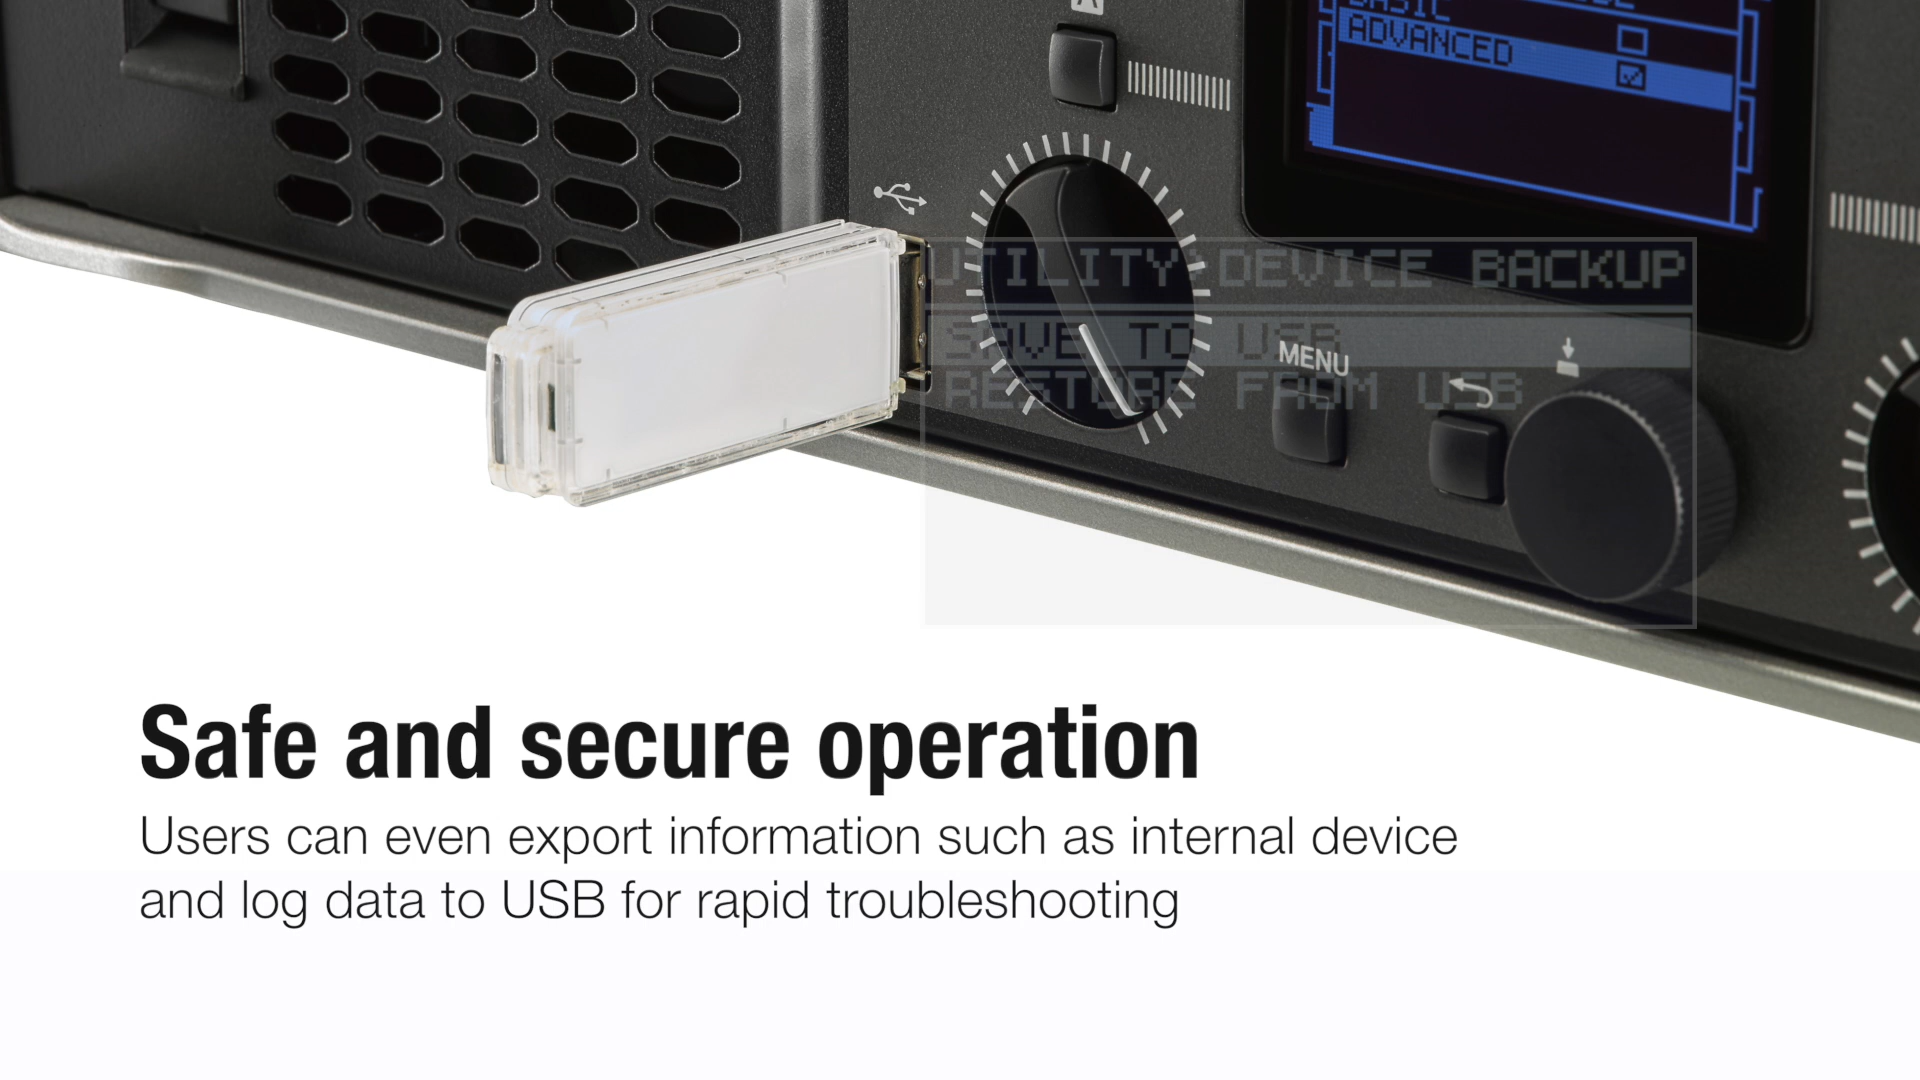 BASIC
ADVANCED
UTILITY DEVICE BACKUP
SAVE TO USB
RESTORE FROM USB
MENU
Safe and secure operation
Users can even export information such as internal device
and log data to USB for rapid troubleshooting